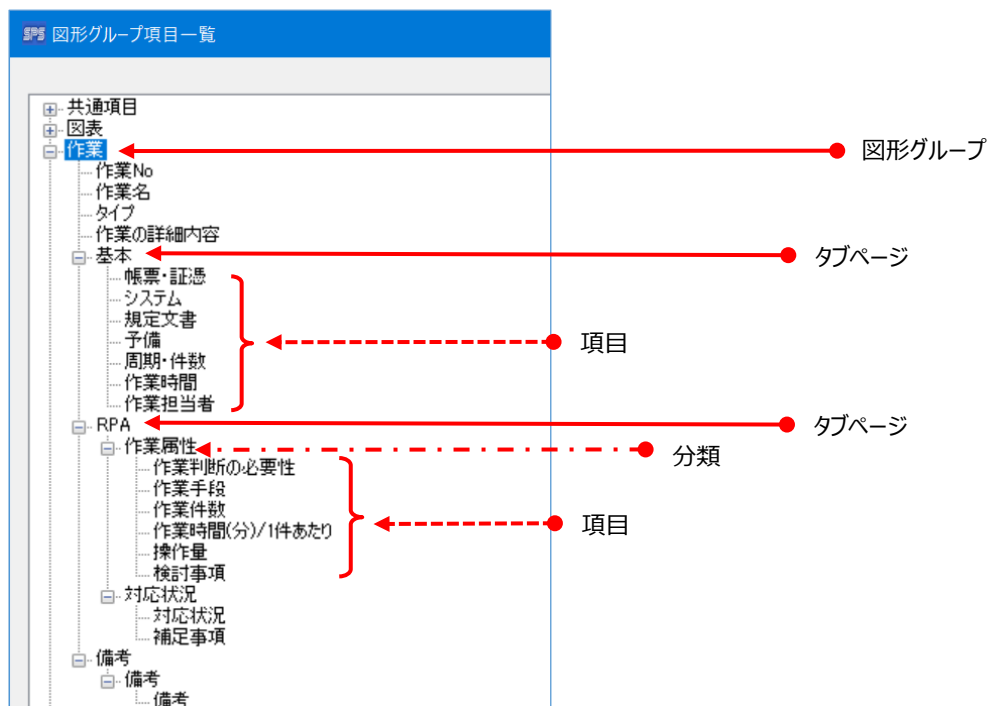 SPS 図形グループ項目一覧
共通項目
図表
作業
図形グループ
作業No
作業名
タイプ
作業の詳細内容
基本
タブページ
帳票・証憑
システム
規定文書
予備
項目
周期・件数
作業時間
作業担当者
RPA
タブページ
作業属性
分類
作業判断の必要性
作業手段
作業件数
作業時間(分)/1件あたり
項目
操作量
検討事項
対応状況
対応状況
補足事項
備考
備考
備考